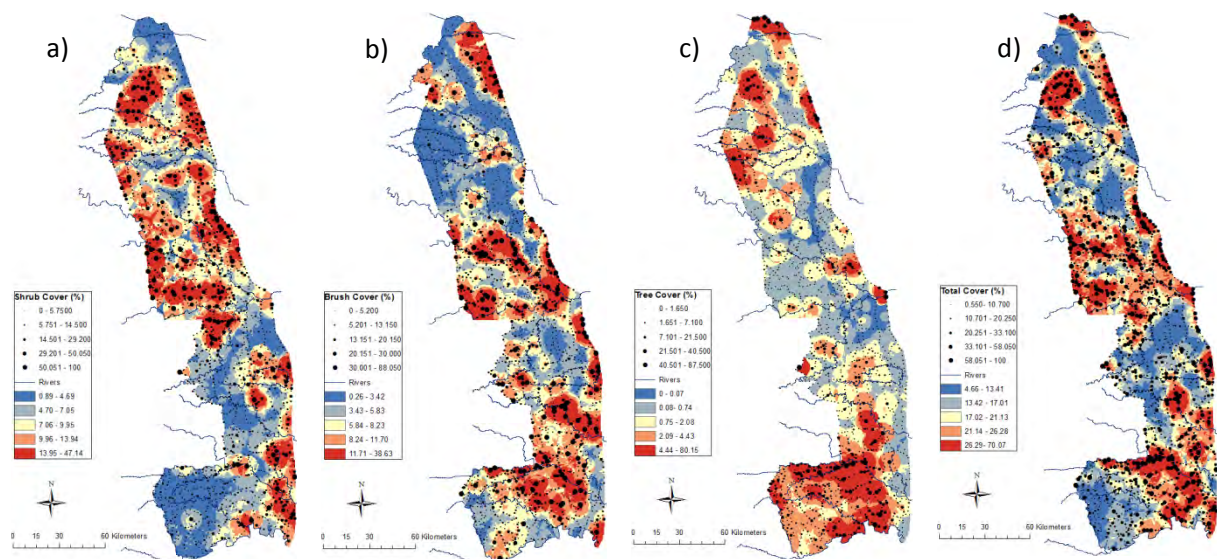 a)
b)
c)
d)
Shrub Cover (%)
0 - 5.7500
5.751 - 14.500
14.501 - 29.200
29.201 - 50.050
50.051 - 100
Rivers
0.89 - 4.69
4.70 - 7.05
7.06 - 9.95
9.96 - 13.94
13.95 - 47.14
N
0 15 30 60 Kilometers
Brush Cover (%)
0 - 5.200
5.201 - 13.150
13.151 - 20.150
20.151 - 30.000
30.001 - 88.050
Rivers
0.26 - 3.42
3.43 - 5.83
5.84 - 8.23
8.24 - 11.70
11.71 - 38.63
N
0 15 30 60 Kilometers
Tree Cover (%)
0 - 1.650
1.651 - 7.100
7.101 - 21.500
21.501 - 40.500
40.501 - 87.500
Rivers
0 - 0.07
0.08- 0.74
0.75 - 2.08
2.09 - 4.43
4.44 - 80.15
N
0 15 30 60 Kilometers
Total Cover (%)
0.550- 10.700
10.701 - 20.250
20.251 - 33.100
33.101 - 58.050
58.051 - 100
Rivers
4.66 - 13.41
13.42 - 17.01
17.02 - 21.13
21.14 - 26.28
26.29- 70.07
N
0 15 30 60 Kilometers